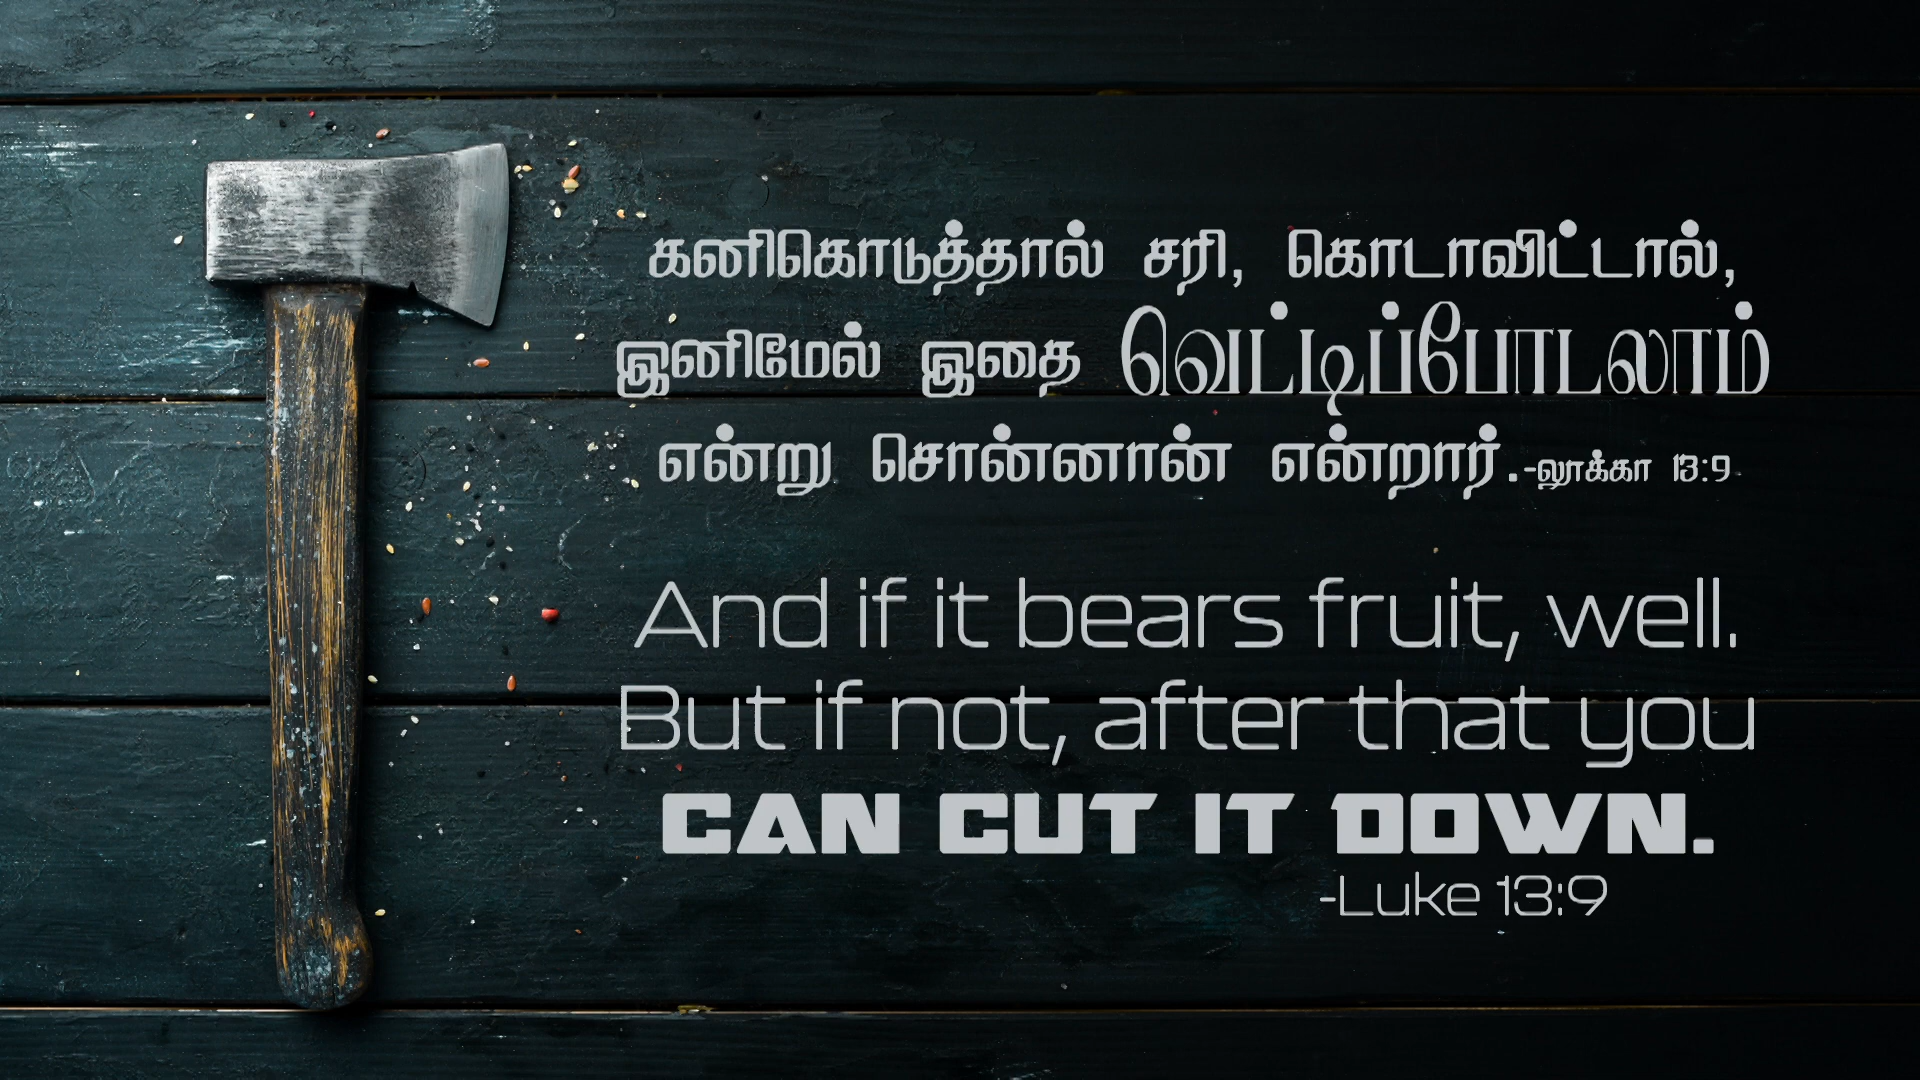 கனிகொடுத்தால் சரி, கொடாவிட்டால்,
இனிமேல் இதை வெட்டிப்போடலாம்
என்று சொன்னான் என்றார்.-லூக்கா 13:9
And if it bears fruit, well.
But if not, after that you
CAN CUT IT DOWN.
-Luke 13:9